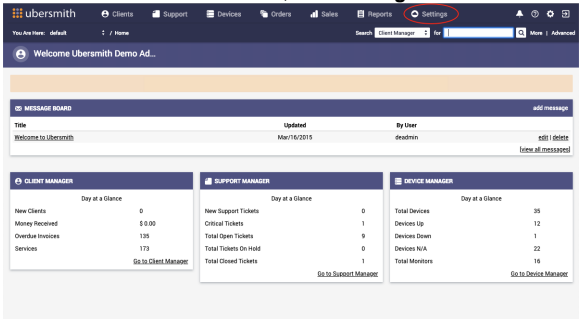 ubersmith Clients Support Devices Orders Sales Reports Settings
You Are Here: default / Home Search Client Manager for More | Advanced
Welcome Ubersmith Demo Ad...
MESSAGE BOARD add message
Title Updated By User
Welcome to Ubersmith Mar/16/2015 deadmin edit | delete
[view all messages]
CLIENT MANAGER
Day at a Glance
New Clients 0
Money Received $ 0.00
Overdue Invoices 135
Services 173
Go to Client Manager
SUPPORT MANAGER
Day at a Glance
New Support Tickets 0
Critical Tickets 1
Total Open Tickets 9
Total Tickets On Hold 0
Total Closed Tickets 1
Go to Support Manager
DEVICE MANAGER
Day at a Glance
Total Devices 35
Devices Up 12
Devices Down 1
Devices N/A 22
Total Monitors 16
Go to Device Manager